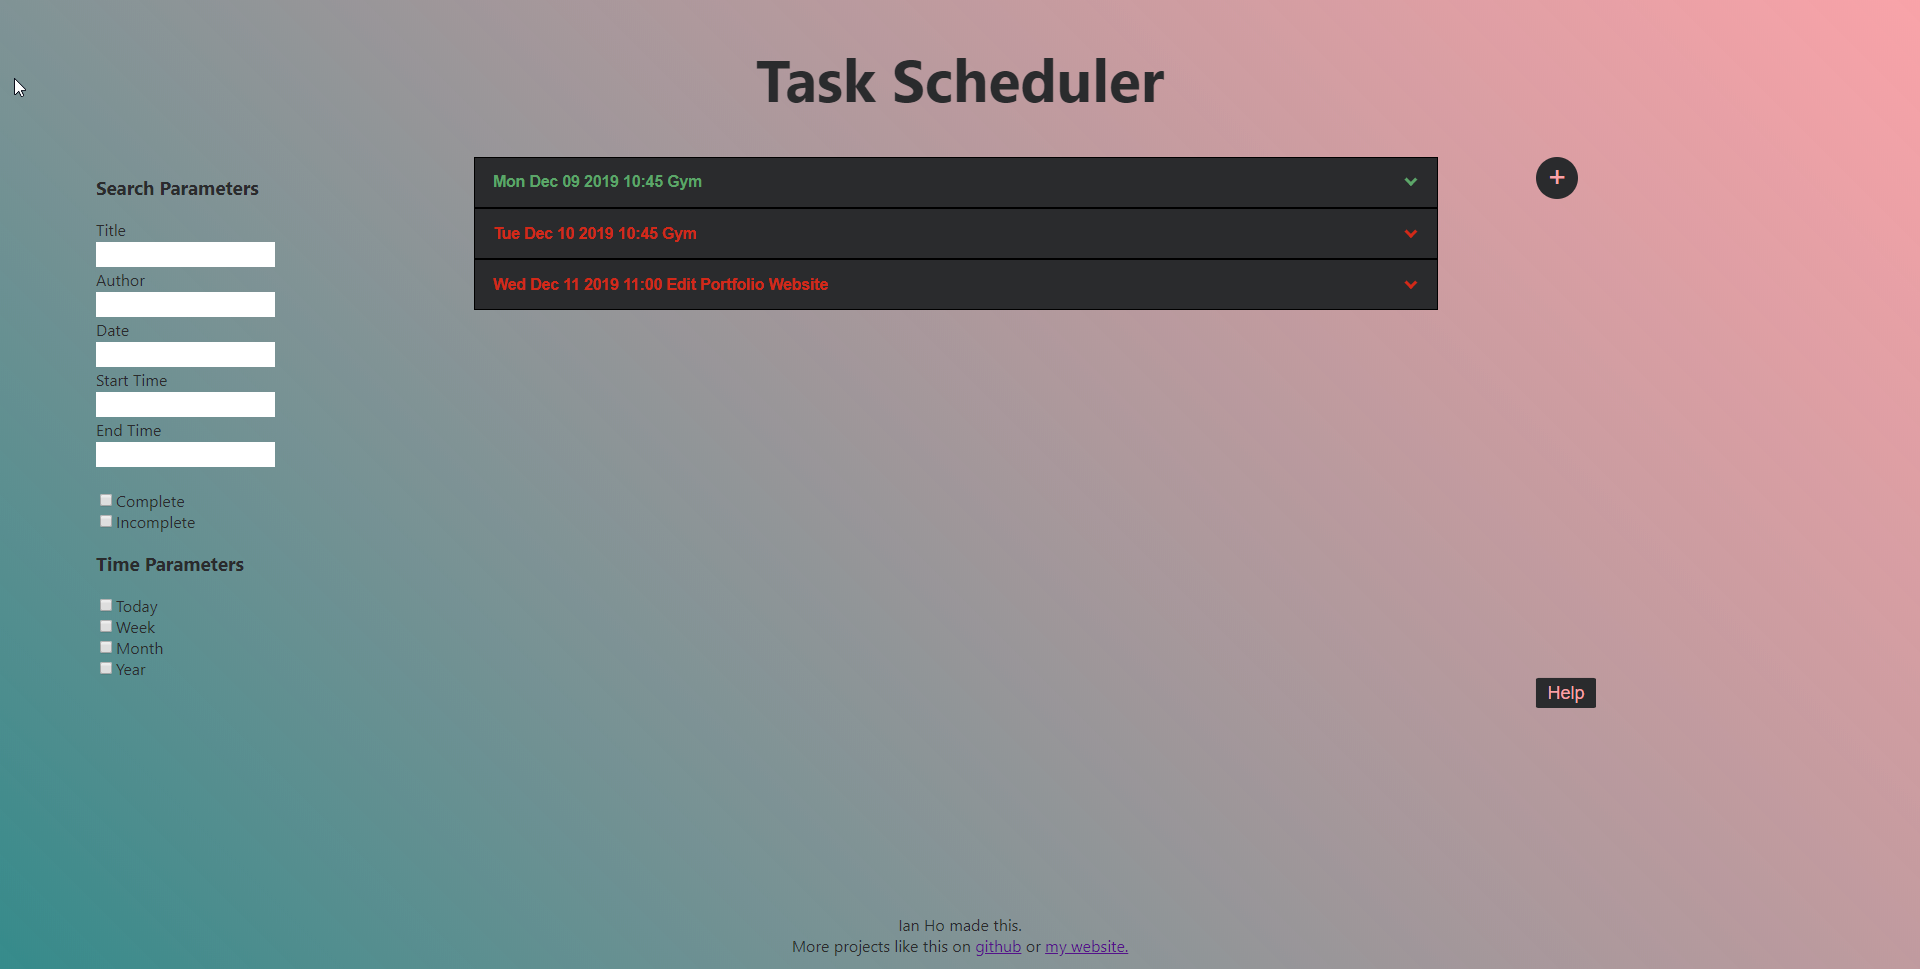 Task Scheduler
Search Parameters
Title
Author
Date
Start Time
End Time
Complete
Incomplete
Time Parameters
Today
Week
Month
Year
Mon Dec 09 2019 10:45 Gym
Tue Dec 10 2019 10:45 Gym
Wed Dec 11 2019 11:00 Edit Portfolio Website
+
Help
Ian Ho made this.
More projects like this on github or my website.